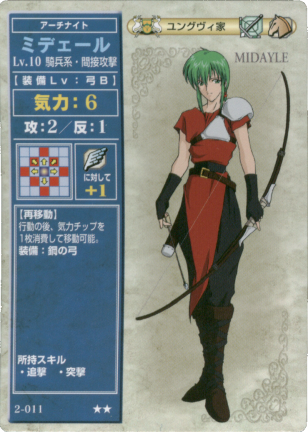 アーチナイト
ミデェール
Lv.10 騎兵系・間接攻撃
【装備Lv：弓B】
気力：6
攻：2／反：1
に対して
+1
【再移動】
行動の後、気力チップを
1枚消費して移動可能。
装備：鋼の弓
所持スキル
・追撃 ・突撃
2-011 ★★
ユングヴィ家
MIDAYLE